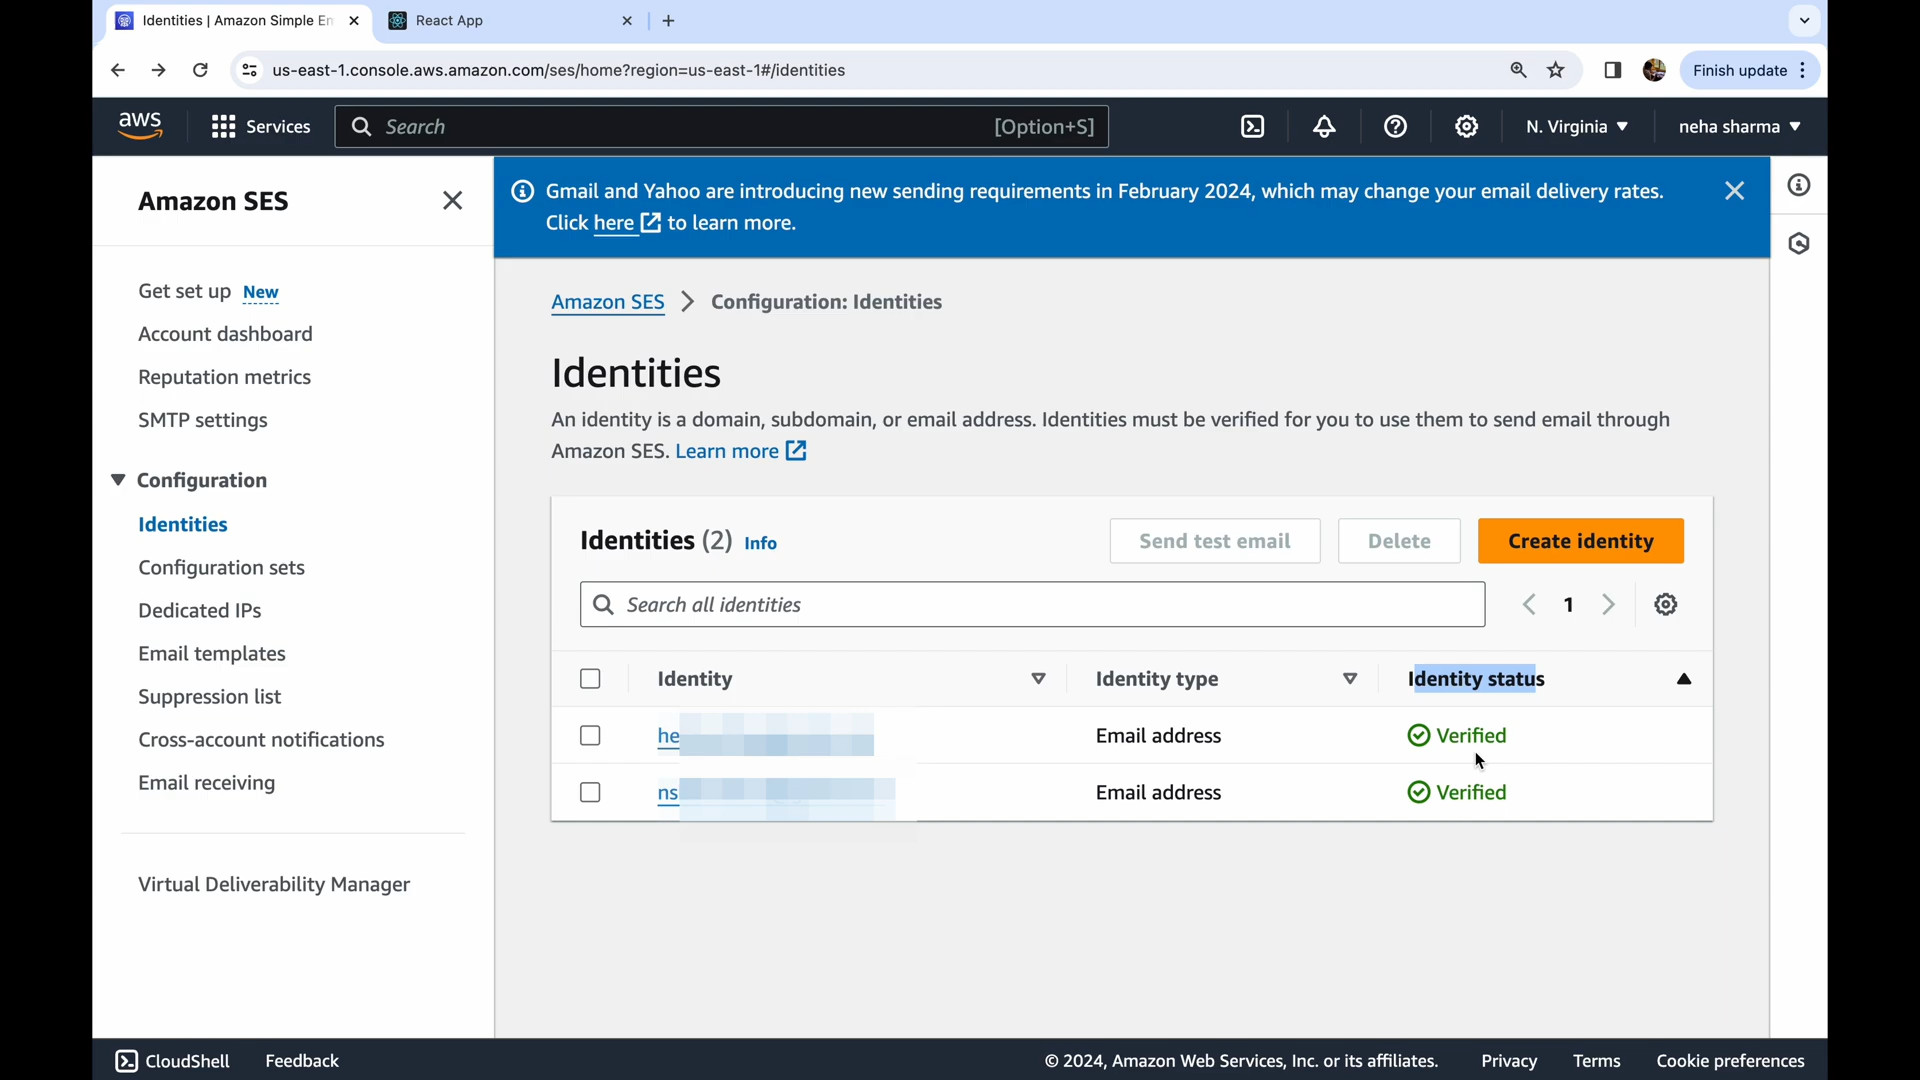 Identities | Amazon Simple Em
React App
us-east-1.console.aws.amazon.com/ses/home?region=us-east-1#/identities
Finish update
aws
Services
Search
[Option+S]
N. Virginia
neha sharma
Amazon SES
Gmail and Yahoo are introducing new sending requirements in February 2024, which may change your email delivery rates.
Click here to learn more.
Get set up New
Account dashboard
Reputation metrics
SMTP settings
Configuration
Identities
Configuration sets
Dedicated IPs
Email templates
Suppression list
Cross-account notifications
Email receiving
Virtual Deliverability Manager
Amazon SES > Configuration: Identities
Identities
An identity is a domain, subdomain, or email address. Identities must be verified for you to use them to send email through
Amazon SES. Learn more
Identities (2) Info
Send test email
Delete
Create identity
Search all identities
1
Identity
Identity type
Identity status
he
Email address
Verified
ns
Email address
Verified
CloudShell
Feedback
© 2024, Amazon Web Services, Inc. or its affiliates.
Privacy
Terms
Cookie preferences